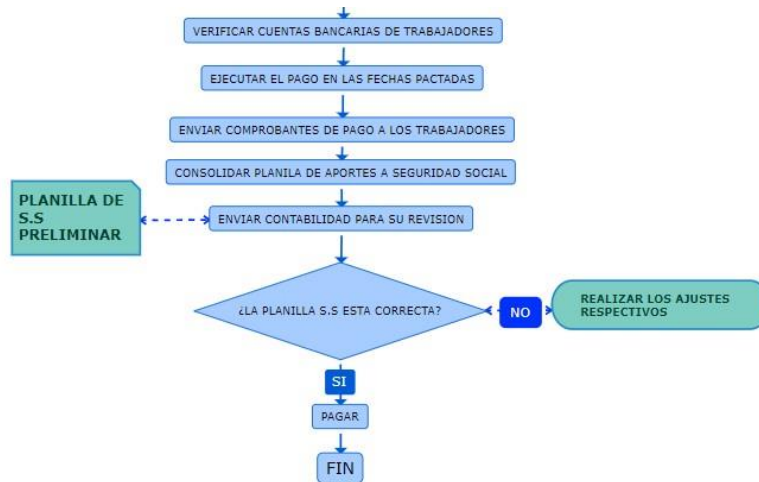 VERIFICAR CUENTAS BANCARIAS DE TRABAJADORES
EJECUTAR EL PAGO EN LAS FECHAS PACTADAS
ENVIAR COMPROBANTES DE PAGO A LOS TRABAJADORES
CONSOLIDAR PLANILA DE APORTES A SEGURIDAD SOCIAL
PLANILLA DE
S.S
PRELIMINAR
ENVIAR CONTABILIDAD PARA SU REVISION
¿LA PLANILLA S.S ESTA CORRECTA?
NO
REALIZAR LOS AJUSTES
RESPECTIVOS
SI
PAGAR
FIN